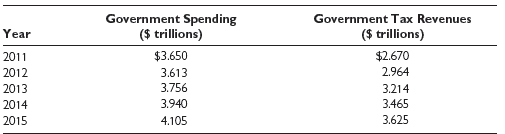 Government Spending Government Tax Revenues
Year ($ trillions) ($ trillions)
2011 $3.650 $2.670
2012 3.613 2.964
2013 3.756 3.214
2014 3.940 3.465
2015 4.105 3.625